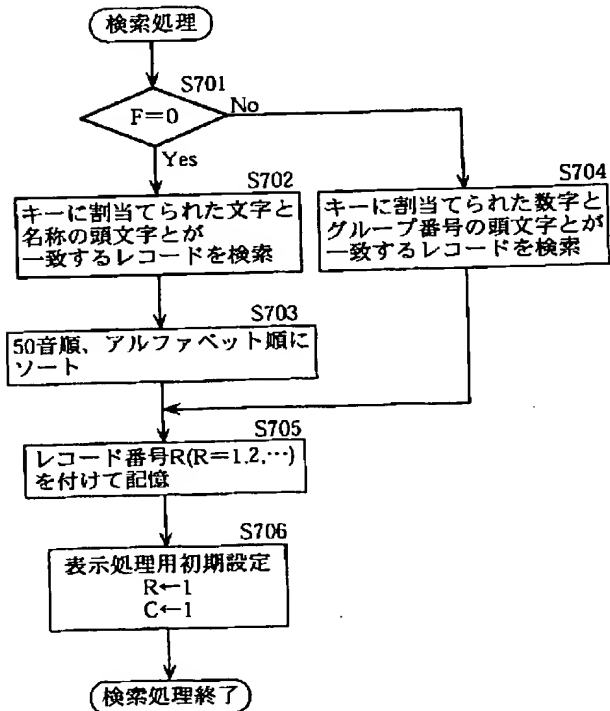 検索処理
S701
F=0
No
Yes
S702
キーに割当てられた文字と
名称の頭文字とが
一致するレコードを検索
S704
キーに割当てられた数字と
グループ番号の頭文字とが
一致するレコードを検索
S703
50音順、アルファベット順に
ソート
S705
レコード番号R(R=1,2,…)
を付けて記憶
S706
表示処理用初期設定
R←1
C←1
検索処理終了